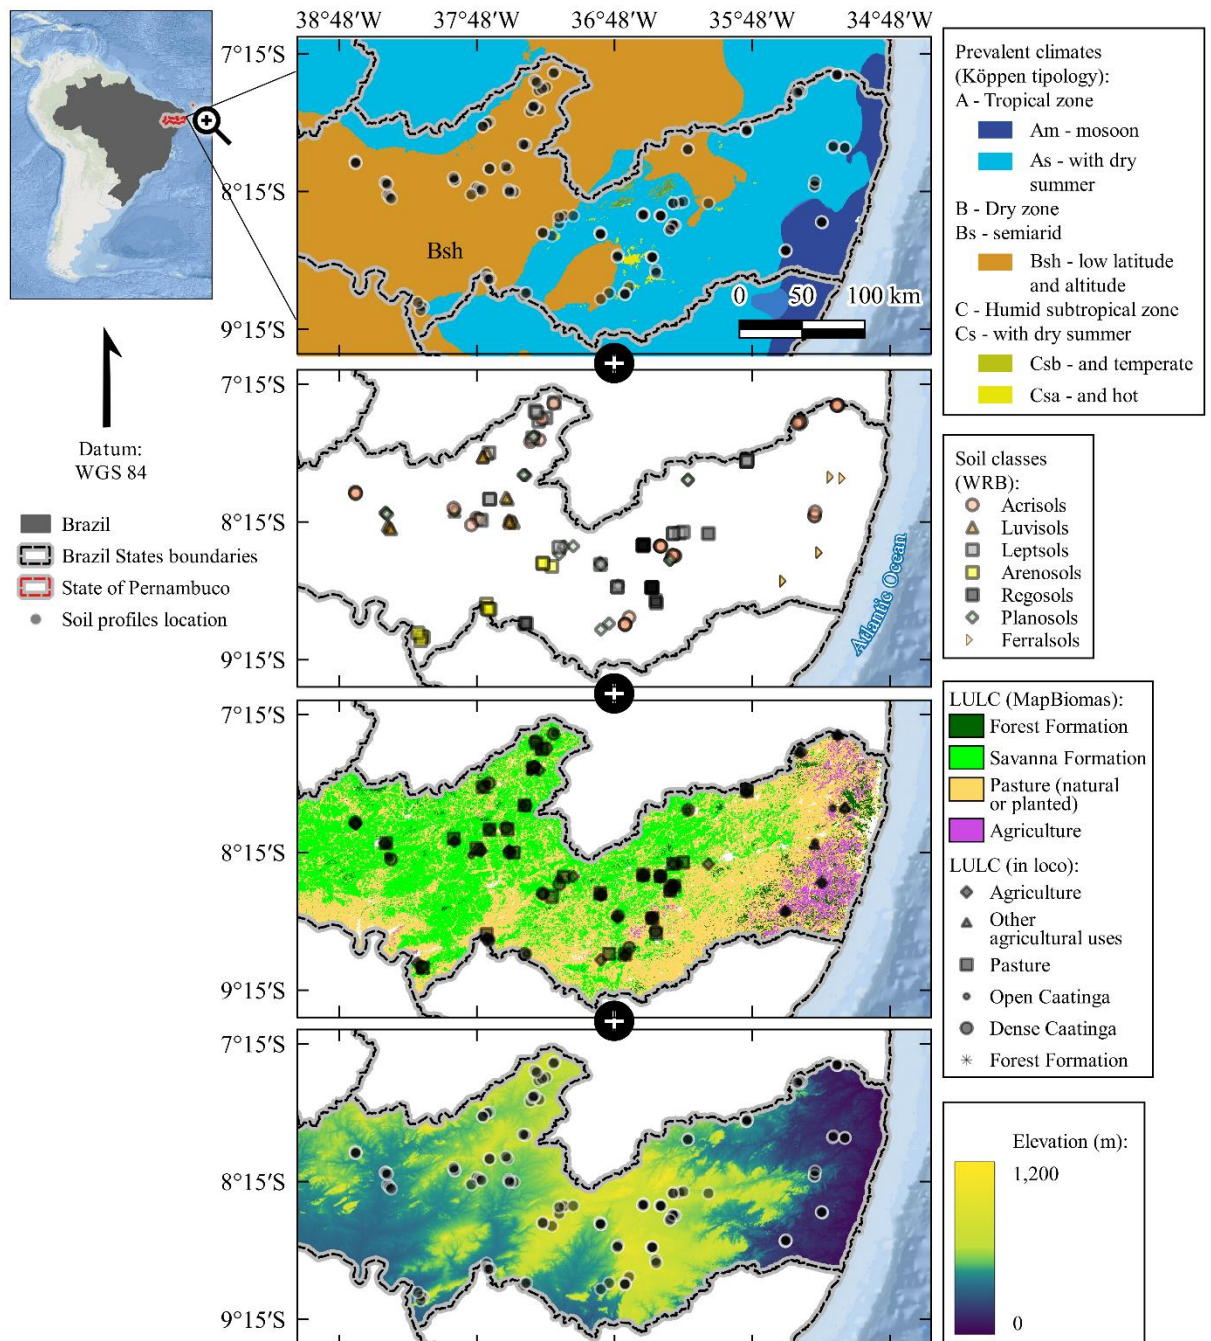 38°48'W 37°48'W 36°48'W 35°48'W 34°48'W
7°15'S
8°15'S
9°15'S
Bsh
0 50 100 km
Prevalent climates
(Köppen tipology):
A - Tropical zone
Am - mosoon
As - with dry
summer
B - Dry zone
Bs - semiarid
Bsh - low latitude
and altitude
C - Humid subtropical zone
Cs - with dry summer
Csb - and temperate
Csa - and hot
Datum:
WGS 84
Brazil
Brazil States boundaries
State of Pernambuco
Soil profiles location
7°15'S
8°15'S
9°15'S
Atlantic Ocean
Soil classes
(WRB):
Acrisols
Luvisols
Leptsols
Arenosols
Regosols
Planosols
Ferralsols
7°15'S
8°15'S
9°15'S
LULC (MapBiomas):
Forest Formation
Savanna Formation
Pasture (natural
or planted)
Agriculture
LULC (in loco):
Agriculture
Other
agricultural uses
Pasture
Open Caatinga
Dense Caatinga
Forest Formation
7°15'S
8°15'S
9°15'S
Elevation (m):
1,200
0